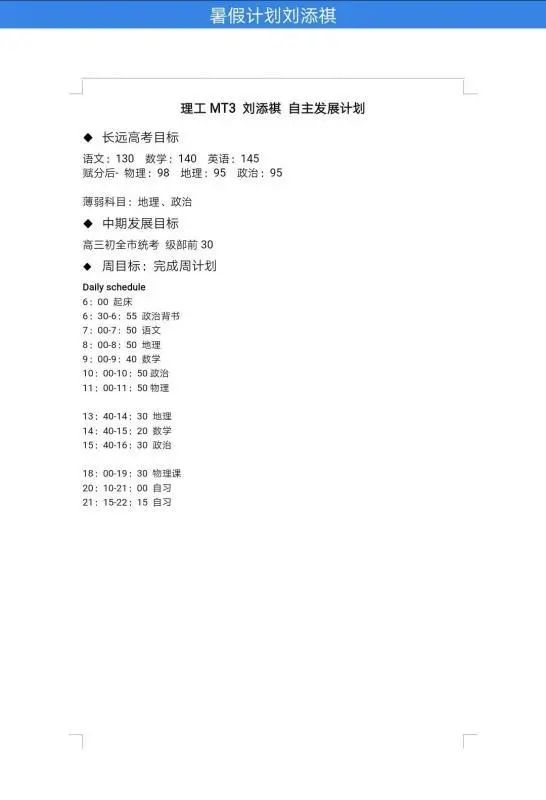 暑假计划刘添祺
理工 MT3 刘添祺 自主发展计划
◆ 长远高考目标
语文：130 数学：140 英语：145
赋分后- 物理：98 地理：95 政治：95
薄弱科目：地理、政治
◆ 中期发展目标
高三初全市统考 级部前 30
◆ 周目标：完成周计划
Daily schedule
6：00 起床
6：30-6：55 政治背书
7：00-7：50 语文
8：00-8：50 地理
9：00-9：40 数学
10：00-10：50 政治
11：00-11：50 物理
13：40-14：30 地理
14：40-15：20 数学
15：40-16：30 政治
18：00-19：30 物理课
20：10-21：00 自习
21：15-22：15 自习